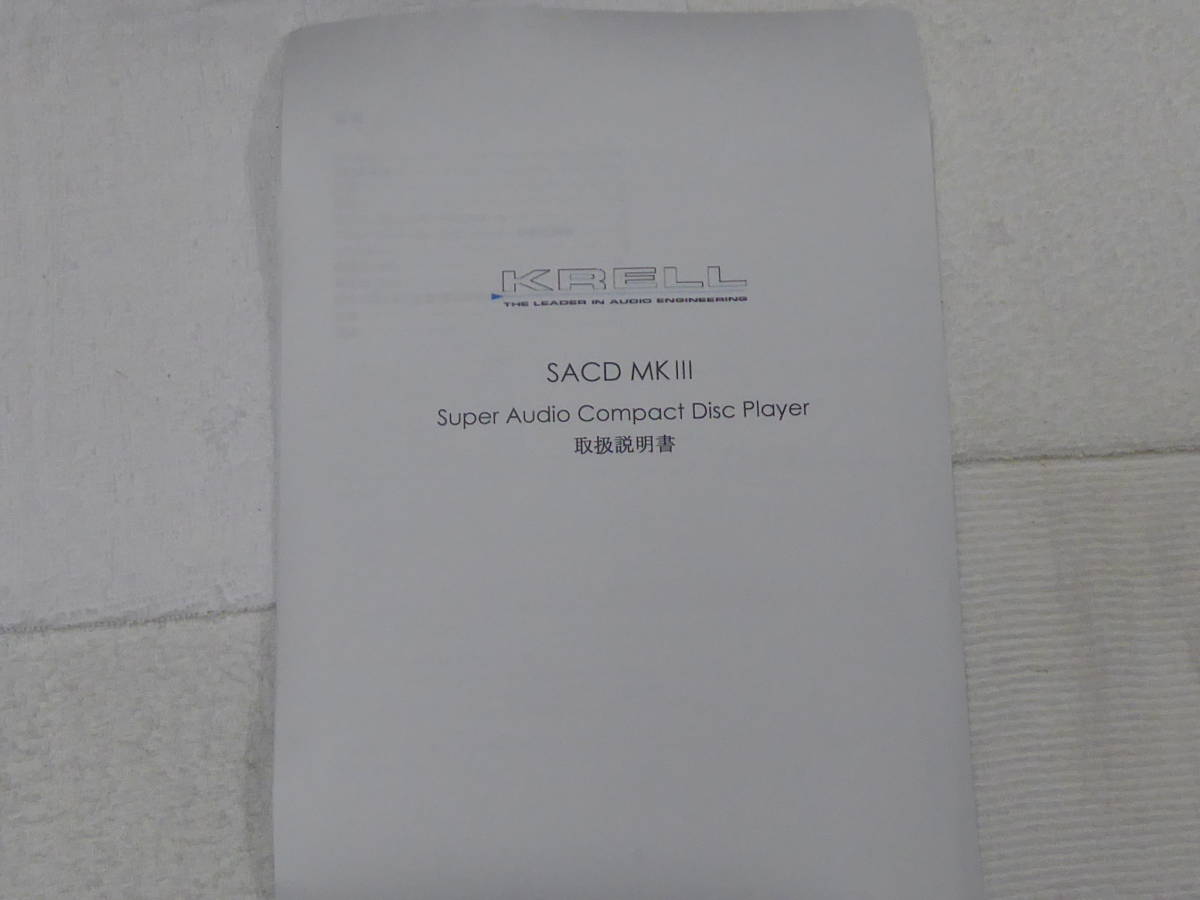 KRELL
THE LEADER IN AUDIO ENGINEERING
SACD MKⅢ
Super Audio Compact Disc Player
取扱説明書